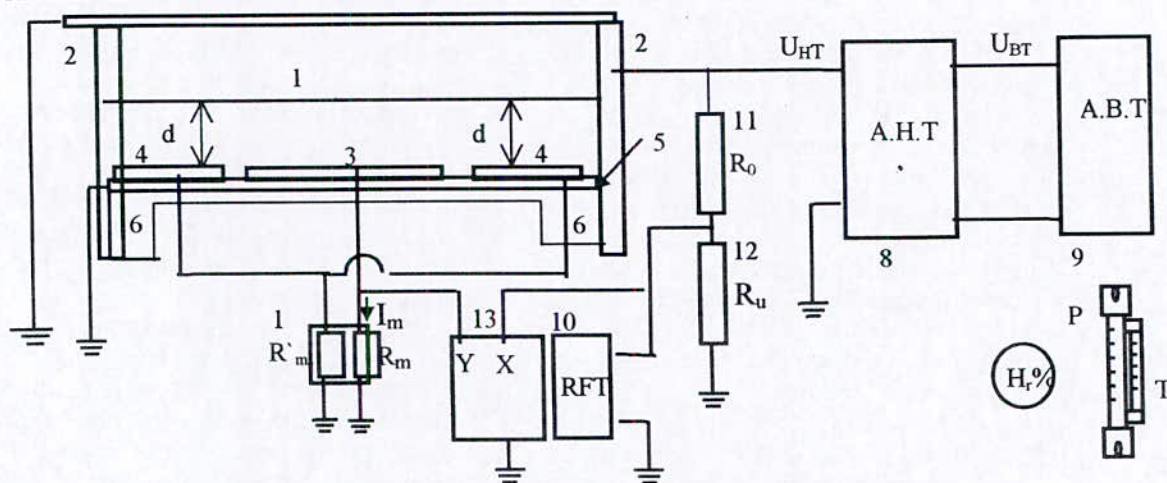 2
2
U_HT
U_BT
1
A.H.T
A.B.T
d
d
11
R₀
5
4
3
4
6
6
12
R_u
8
9
1
I_m
13
10
R`_m
R_m
Y
X
RFT
P
H_r%
T